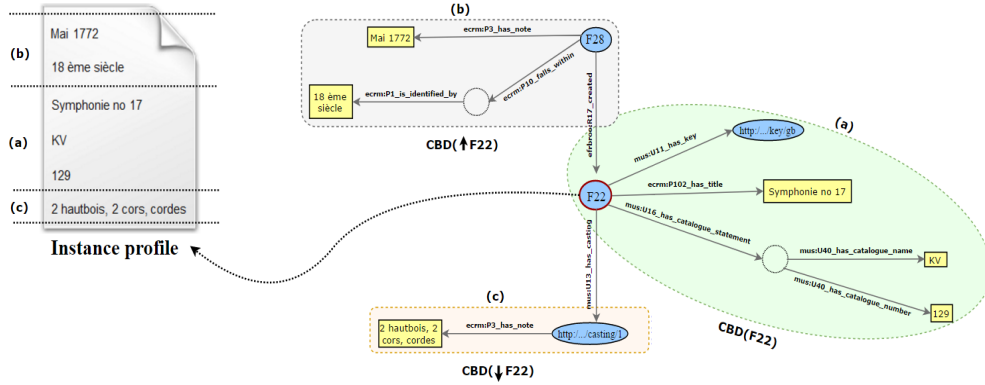 (b)
Mai 1772
18 ème siècle
(a)
Symphonie no 17
KV
129
(c)
2 hautbois, 2 cors, cordes
Instance profile
(b)
Mai 1772
ecrm:P3_has_note
F28
ecrm:P10_falls_within
18 ème
siècle
ecrm:P1_is_identified_by
efrbroo:R17_created
CBD(↑F22)
(a)
mus:U11_has_key
http:/.../key/gb
F22
ecrm:P102_has_title
Symphonie no 17
mus:U16_has_catalogue_statement
mus:U40_has_catalogue_name
KV
mus:U40_has_catalogue_number
129
CBD(F22)
mus:U13_has_casting
(c)
2 hautbois, 2
cors, cordes
ecrm:P3_has_note
http:/.../casting/1
CBD(↓F22)